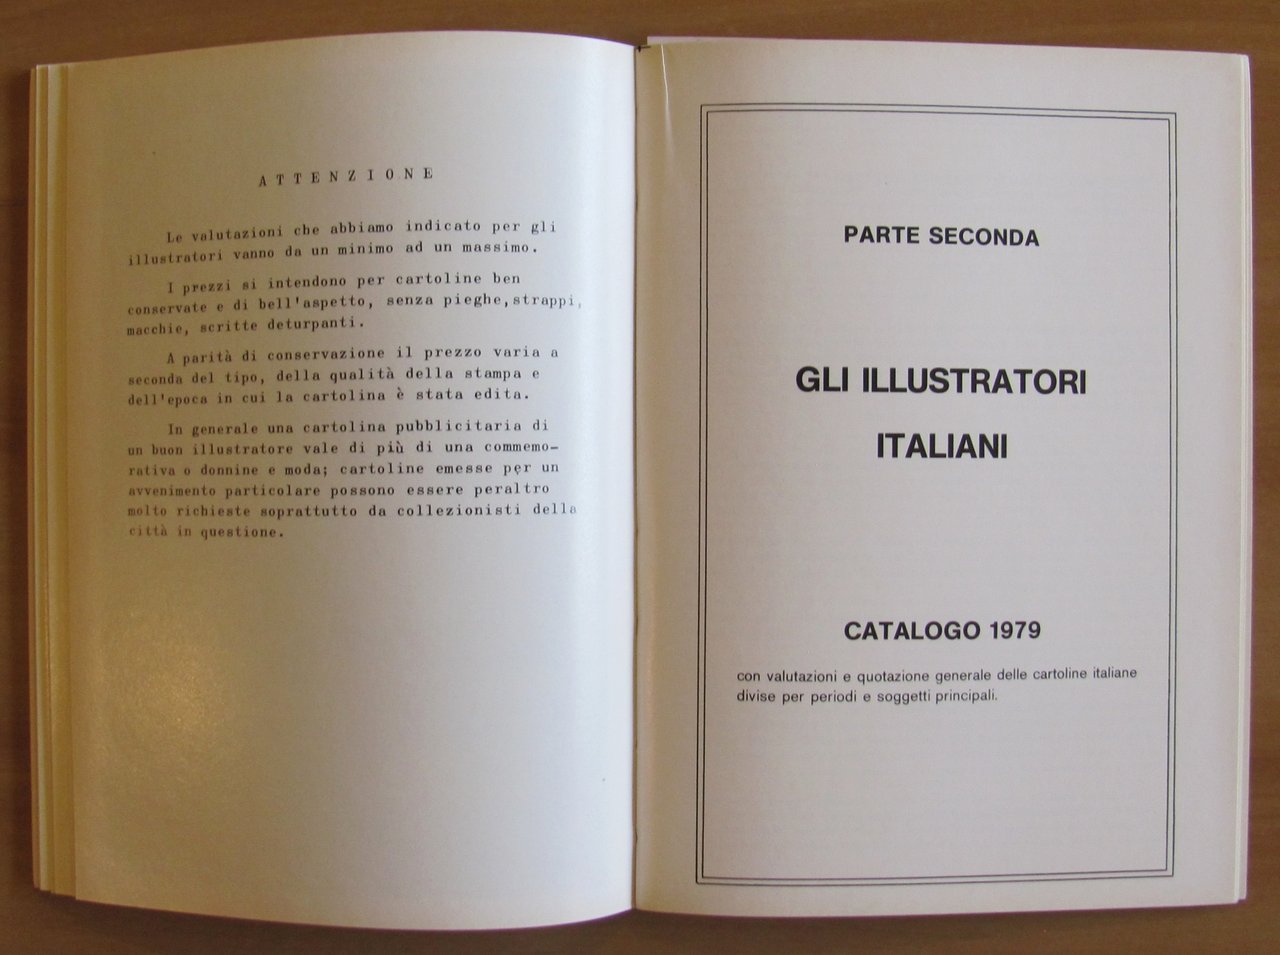 ATTENZIONE
Le valutazioni che abbiamo indicato per gli
illustratori vanno da un minimo ad un massimo.
I prezzi si intendono per cartoline ben
conservate e di bell'aspetto, senza pieghe, strappi,
macchie, scritte deturpanti.
A parità di conservazione il prezzo varia a
seconda del tipo, della qualità della stampa e
dell'epoca in cui la cartolina è stata edita.
In generale una cartolina pubblicitaria di
un buon illustratore vale di più di una commemo-
rativa o donnine e moda; cartoline emesse per un
avvenimento particolare possono essere peraltro
molto richieste soprattutto da collezionisti della
città in questione.
PARTE SECONDA
GLI ILLUSTRATORI
ITALIANI
CATALOGO 1979
con valutazioni e quotazione generale delle cartoline italiane
divise per periodi e soggetti principali.